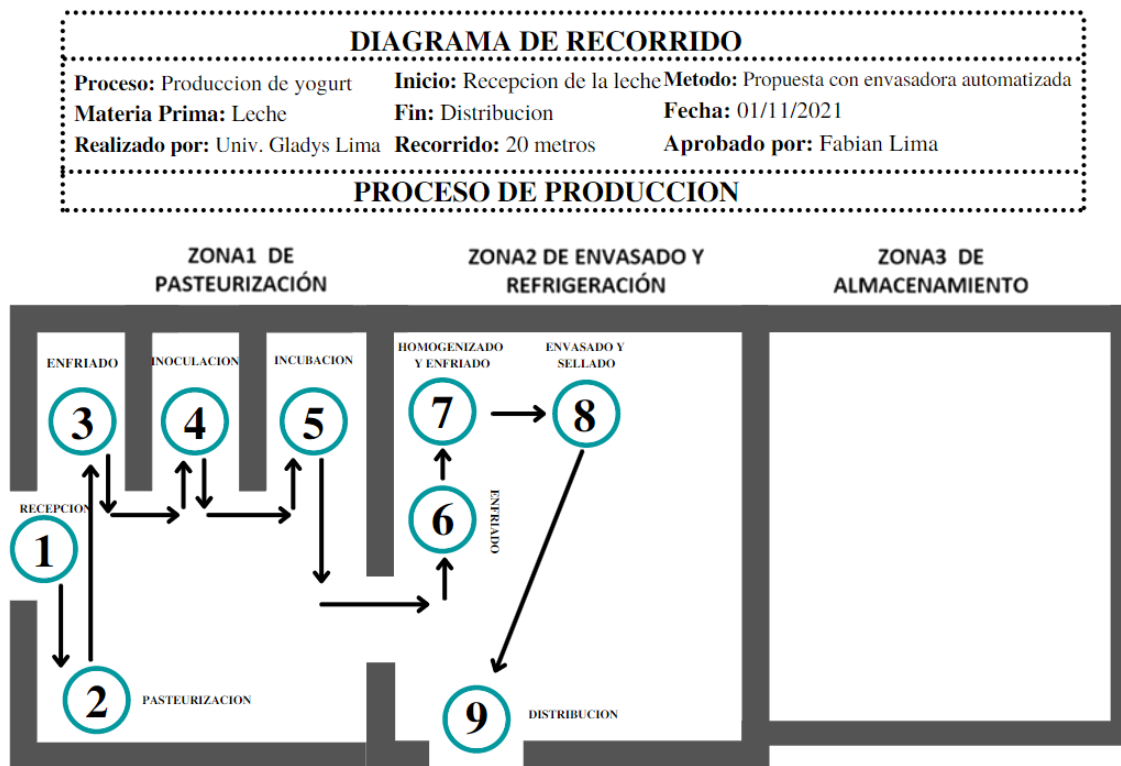 DIAGRAMA DE RECORRIDO
Proceso: Produccion de yogurt
Inicio: Recepcion de la leche
Metodo: Propuesta con envasadora automatizada
Materia Prima: Leche
Fin: Distribucion
Fecha: 01/11/2021
Realizado por: Univ. Gladys Lima
Recorrido: 20 metros
Aprobado por: Fabian Lima
PROCESO DE PRODUCCION
ZONA1 DE
PASTEURIZACIÓN
ZONA2 DE ENVASADO Y
REFRIGERACIÓN
ZONA3 DE
ALMACENAMIENTO
ENFRIADO
3
INOCULACION
4
INCUBACION
5
HOMOGENIZADO
Y ENFRIADO
7
ENVASADO Y
SELLADO
8
RECEPCION
1
6
ENFRIADO
2
PASTEURIZACION
9
DISTRIBUCION